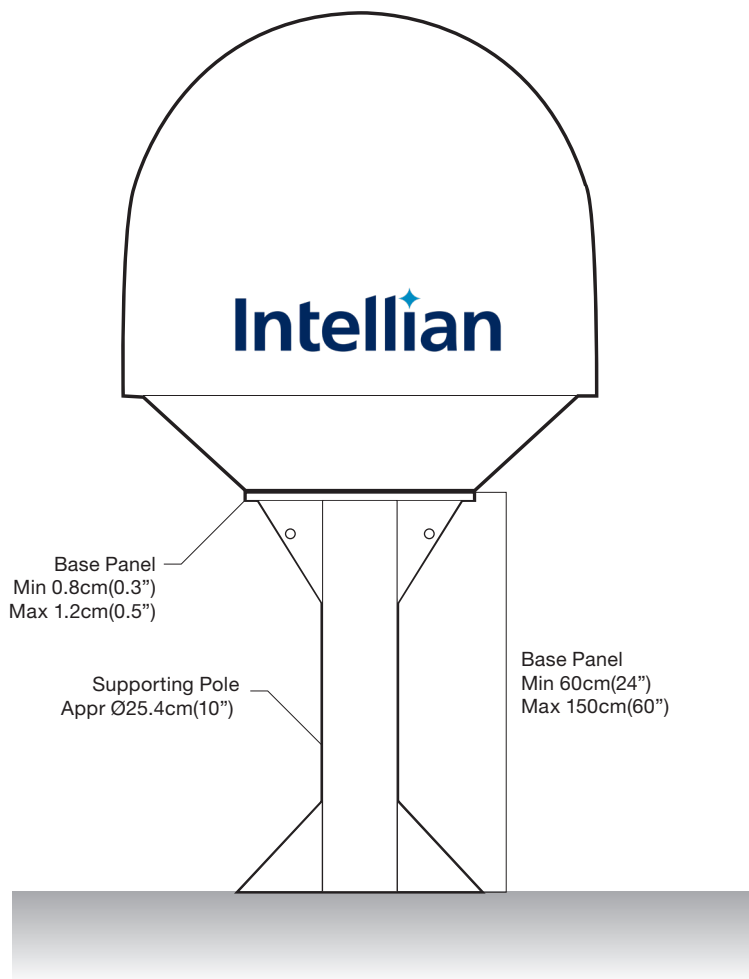 Intellian
Base Panel
Min 0.8cm(0.3”)
Max 1.2cm(0.5”)
Supporting Pole
Appr Ø25.4cm(10”)
Base Panel
Min 60cm(24”)
Max 150cm(60”)